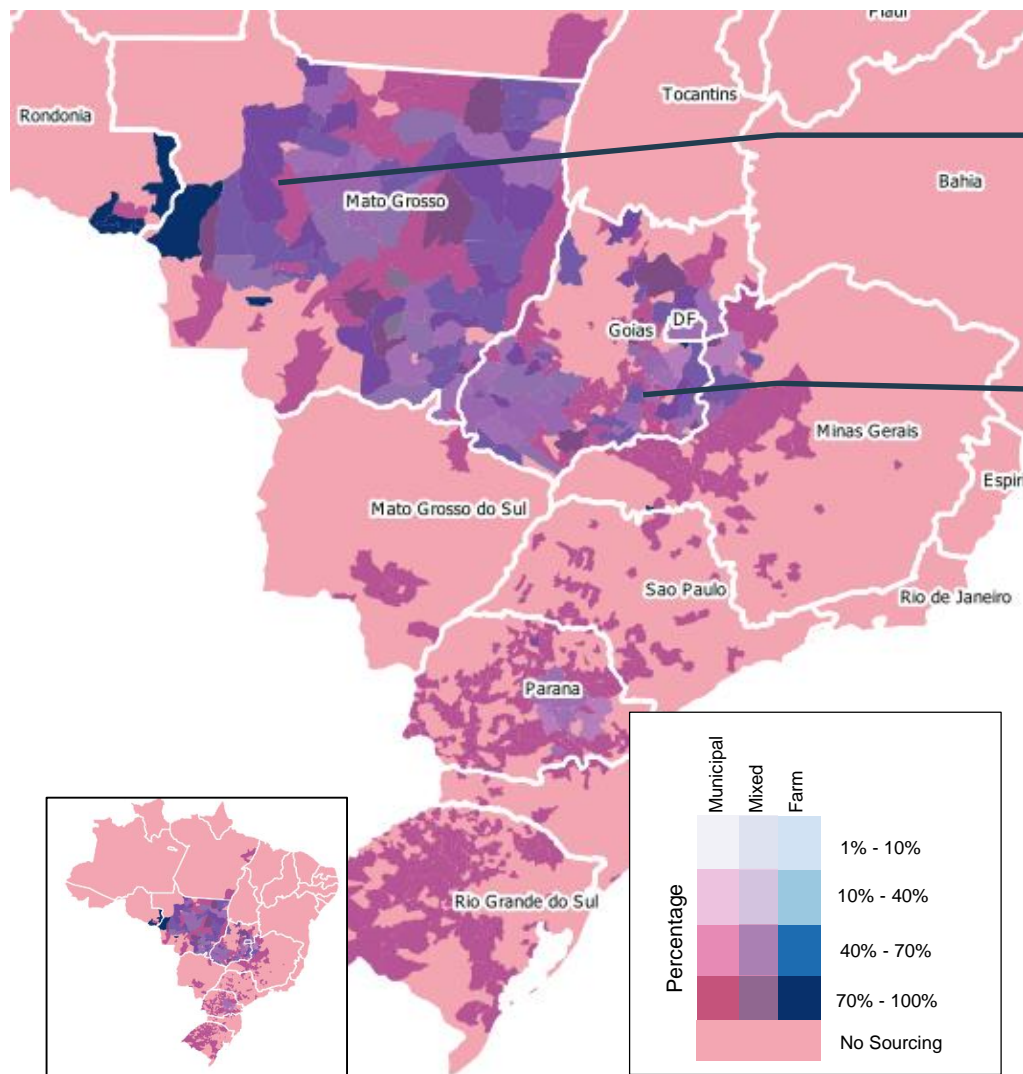 Piaui
Tocantins
Rondonia
Bahia
Mato Grosso
DF
Goias
Minas Gerais
Mato Grosso do Sul
Sao Paulo
Rio de Janeiro
Parana
Rio Grande do Sul
Municipal
Mixed
Farm
Percentage
1% - 10%
10% - 40%
40% - 70%
70% - 100%
No Sourcing